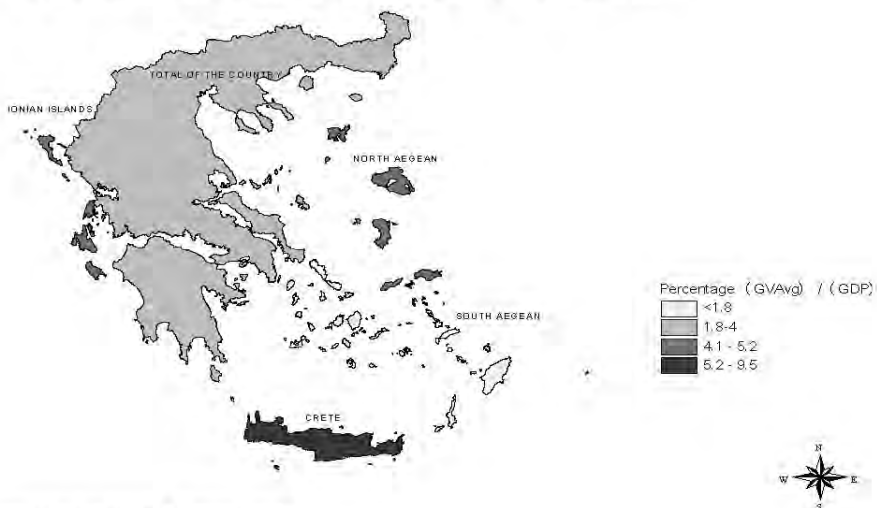 TOTAL OF THE COUNTRY
IONIAN ISLANDS
NORTH AEGEAN
SOUTH AEGEAN
CRETE
Percentage (GVAvg) / (GDP)
<1.8
1.8-4
4.1 - 5.2
5.2 - 9.5
N
W E
S